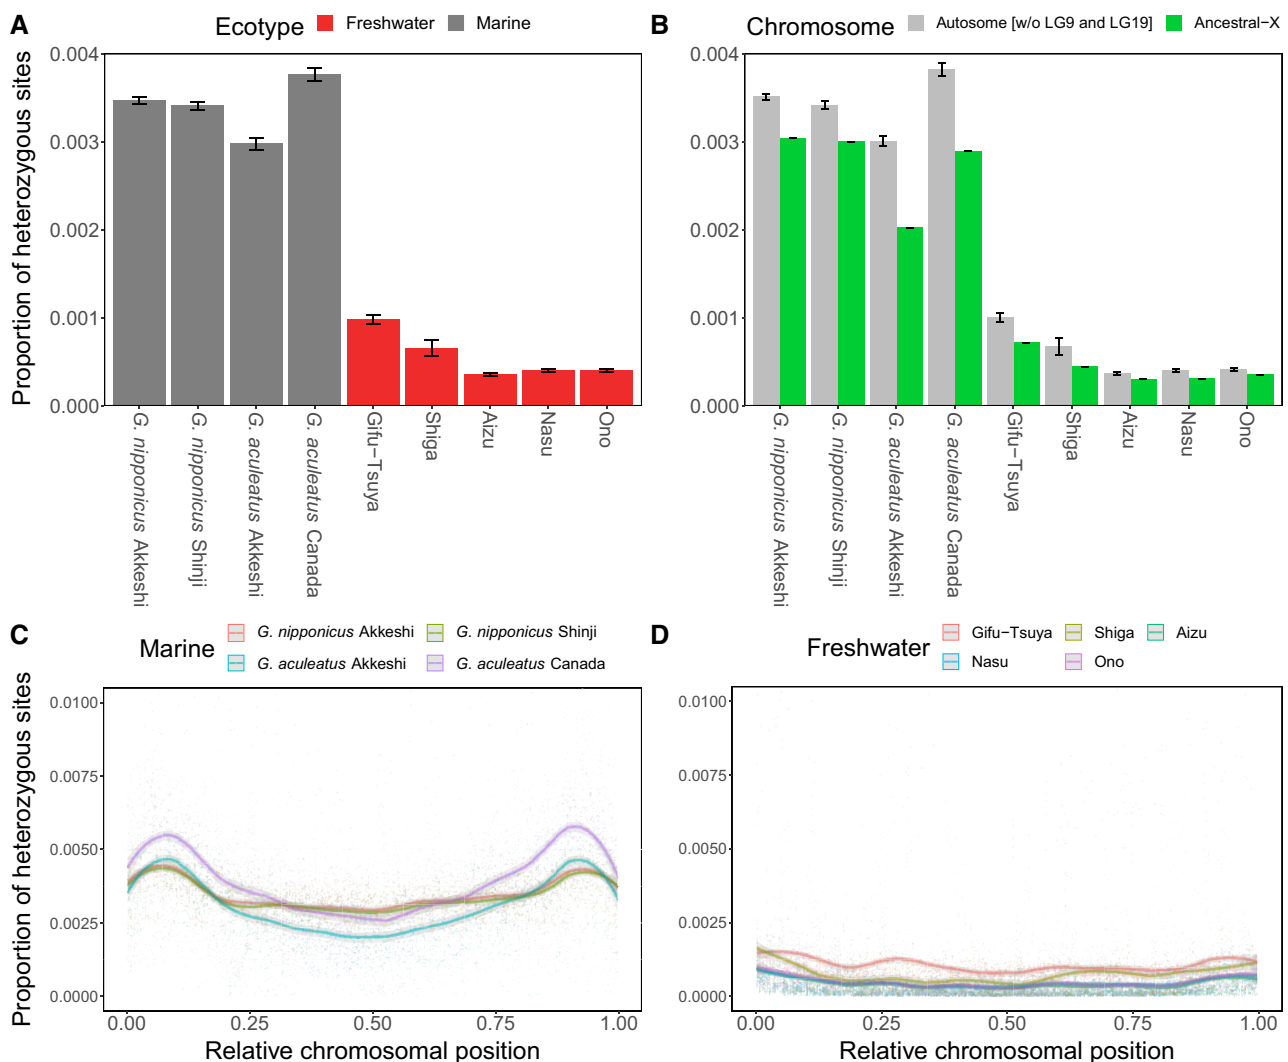 A
Ecotype Freshwater Marine
Proportion of heterozygous sites
0.004
0.003
0.002
0.001
0.000
G. nipponicus Akkeshi
G. nipponicus Shinji
G. aculeatus Akkeshi
G. aculeatus Canada
Gifu−Tsuya
Shiga
Aizu
Nasu
Ono
B
Chromosome Autosome [w/o LG9 and LG19] Ancestral−X
0.004
0.003
0.002
0.001
0.000
G. nipponicus Akkeshi
G. nipponicus Shinji
G. aculeatus Akkeshi
G. aculeatus Canada
Gifu−Tsuya
Shiga
Aizu
Nasu
Ono
C
Marine
G. nipponicus Akkeshi G. nipponicus Shinji
G. aculeatus Akkeshi G. aculeatus Canada
Proportion of heterozygous sites
0.0100
0.0075
0.0050
0.0025
0.0000
0.00 0.25 0.50 0.75 1.00
Relative chromosomal position
D
Freshwater
Gifu−Tsuya Shiga Aizu
Nasu Ono
0.0100
0.0075
0.0050
0.0025
0.0000
0.00 0.25 0.50 0.75 1.00
Relative chromosomal position